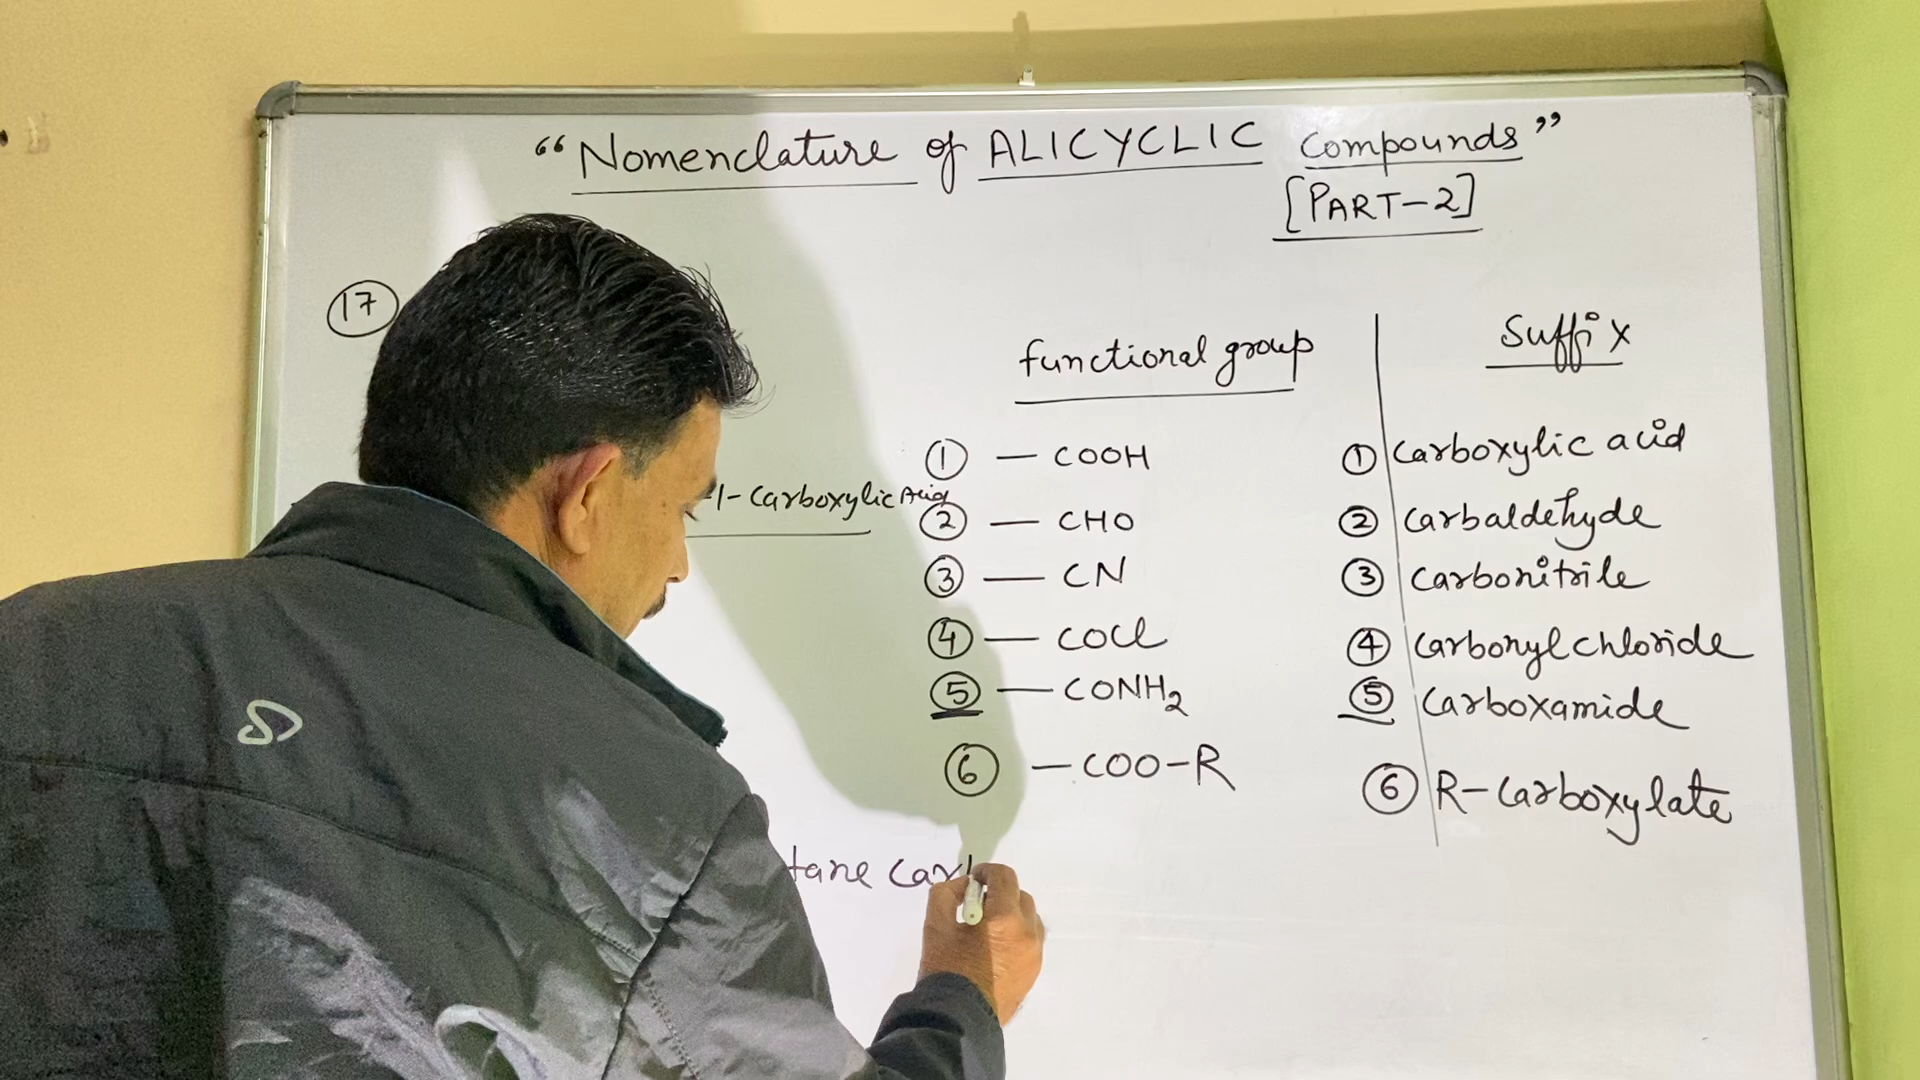 “Nomenclature of ALICYCLIC Compounds”
[PART-2]
17
functional group Suffix
1 — COOH 1 Carboxylic acid
-1-Carboxylic Acid
2 — CHO 2 Carbaldehyde
3 — CN 3 Carbonitrile
4 — COCl 4 Carbonyl chloride
5 — CONH2 5 Carboxamide
6 — COO-R 6 R-Carboxylate
tane Car